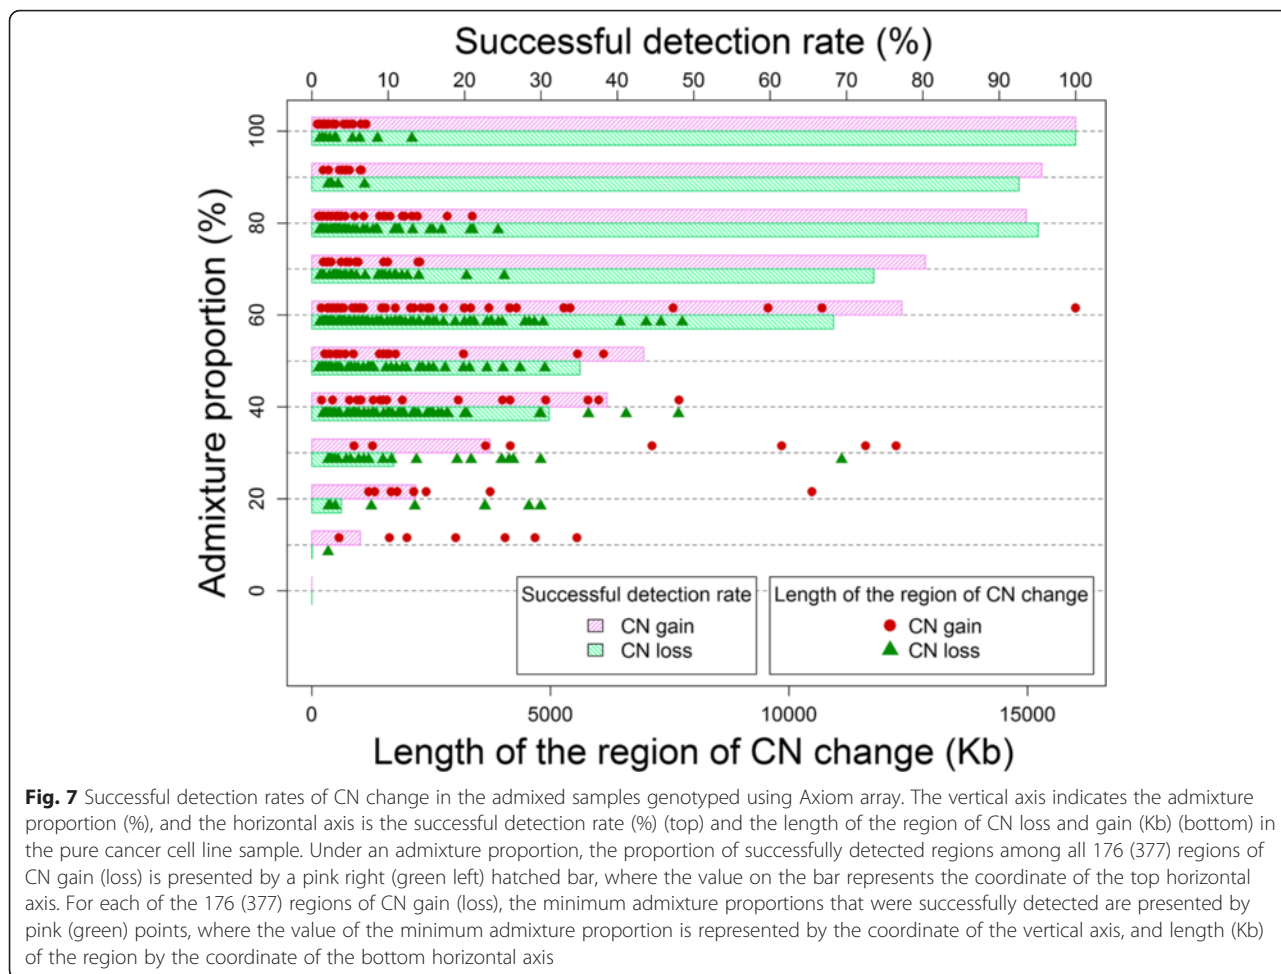 Successful detection rate (%)
0 10 20 30 40 50 60 70 80 90 100
Admixture proportion (%)
100
80
60
40
20
0
Successful detection rate
CN gain
CN loss
Length of the region of CN change
CN gain
CN loss
0 5000 10000 15000
Length of the region of CN change (Kb)
Fig. 7 Successful detection rates of CN change in the admixed samples genotyped using Axiom array. The vertical axis indicates the admixture
proportion (%), and the horizontal axis is the successful detection rate (%) (top) and the length of the region of CN loss and gain (Kb) (bottom) in
the pure cancer cell line sample. Under an admixture proportion, the proportion of successfully detected regions among all 176 (377) regions of
CN gain (loss) is presented by a pink right (green left) hatched bar, where the value on the bar represents the coordinate of the top horizontal
axis. For each of the 176 (377) regions of CN gain (loss), the minimum admixture proportions that were successfully detected are presented by
pink (green) points, where the value of the minimum admixture proportion is represented by the coordinate of the vertical axis, and length (Kb)
of the region by the coordinate of the bottom horizontal axis